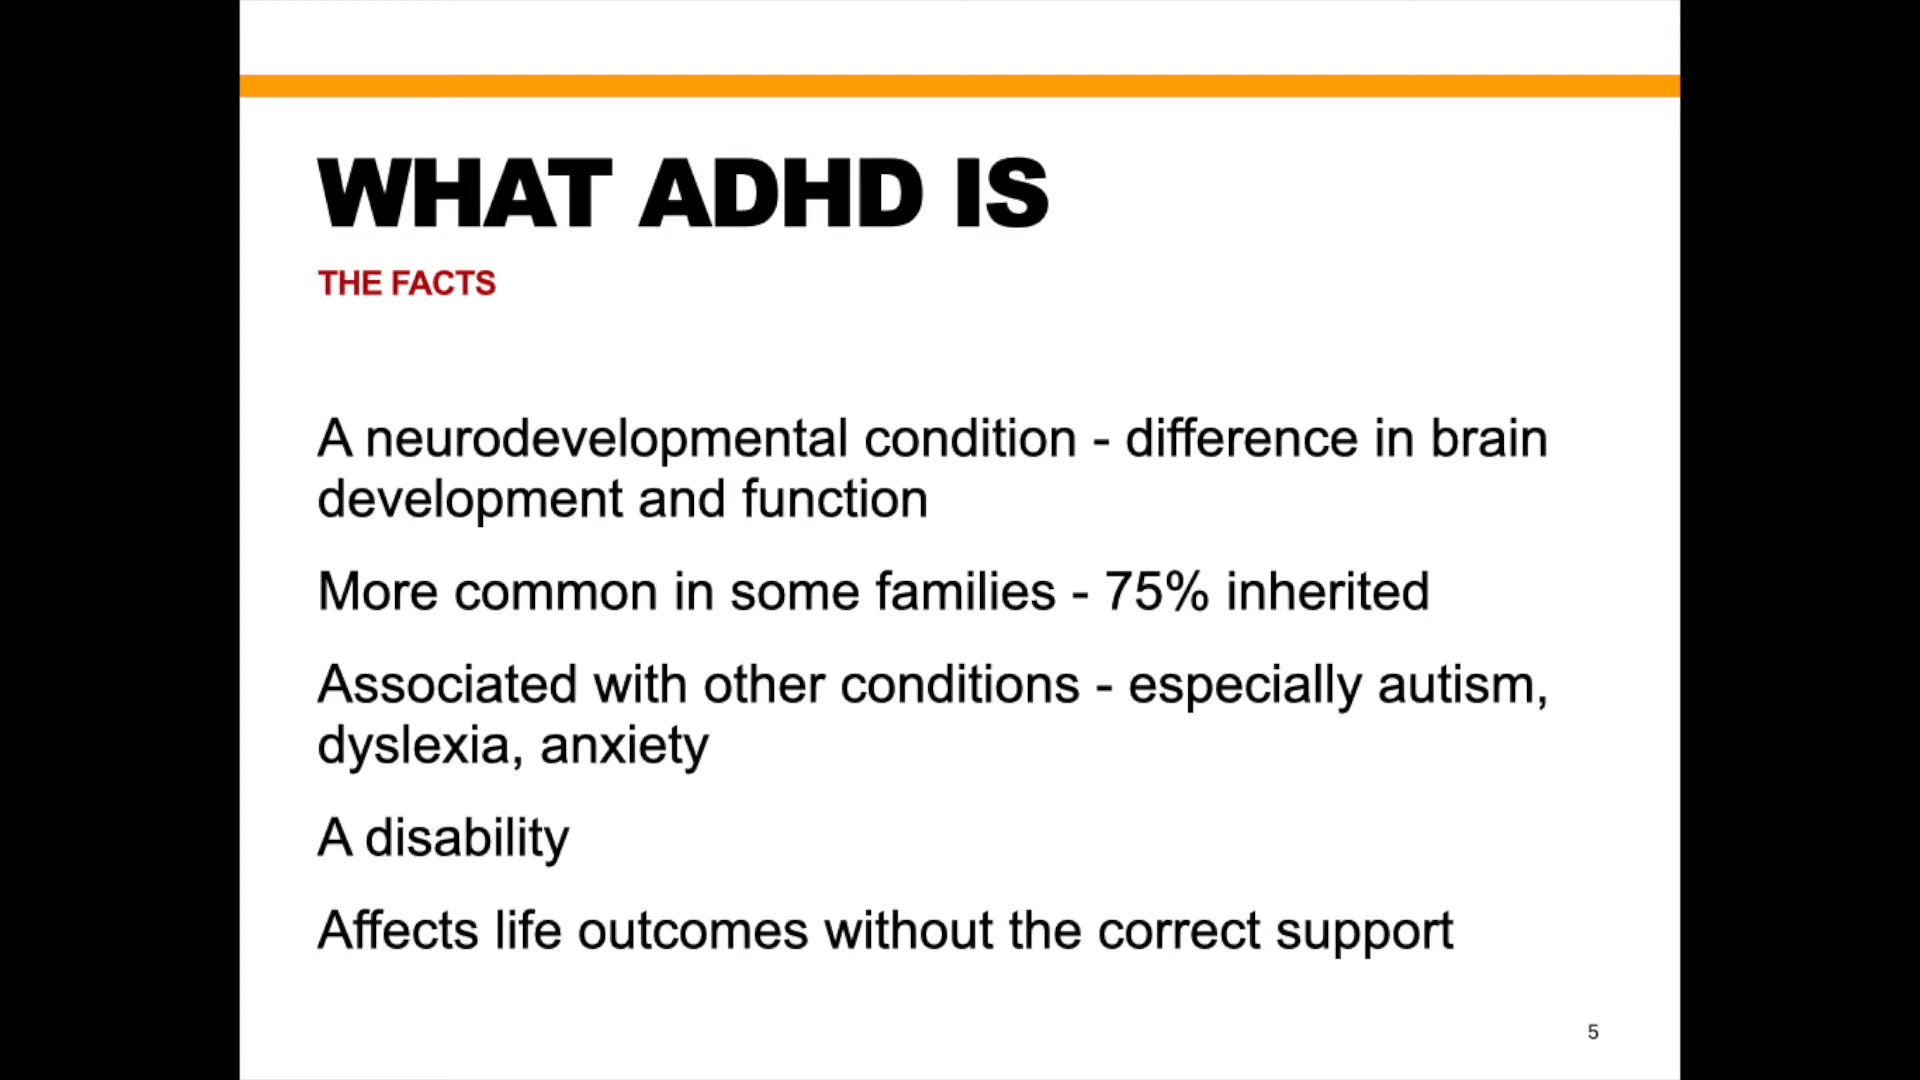 WHAT ADHD IS
THE FACTS
A neurodevelopmental condition - difference in brain
development and function
More common in some families - 75% inherited
Associated with other conditions - especially autism,
dyslexia, anxiety
A disability
Affects life outcomes without the correct support
5